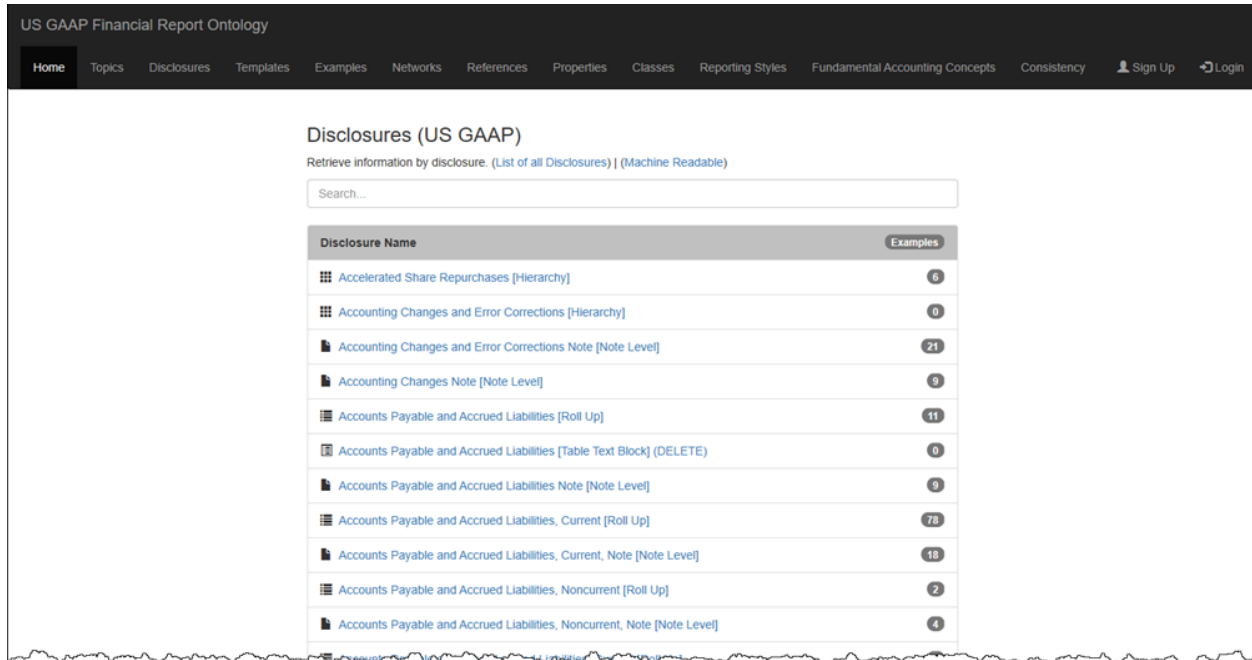 US GAAP Financial Report Ontology
Home Topics Disclosures Templates Examples Networks References Properties Classes Reporting Styles Fundamental Accounting Concepts Consistency Sign Up Login
Disclosures (US GAAP)
Retrieve information by disclosure. (List of all Disclosures) | (Machine Readable)
Search...
Disclosure Name Examples
Accelerated Share Repurchases [Hierarchy] 6
Accounting Changes and Error Corrections [Hierarchy] 0
Accounting Changes and Error Corrections Note [Note Level] 21
Accounting Changes Note [Note Level] 9
Accounts Payable and Accrued Liabilities [Roll Up] 11
Accounts Payable and Accrued Liabilities [Table Text Block] (DELETE) 0
Accounts Payable and Accrued Liabilities Note [Note Level] 9
Accounts Payable and Accrued Liabilities, Current [Roll Up] 78
Accounts Payable and Accrued Liabilities, Current, Note [Note Level] 18
Accounts Payable and Accrued Liabilities, Noncurrent [Roll Up] 2
Accounts Payable and Accrued Liabilities, Noncurrent, Note [Note Level] 4